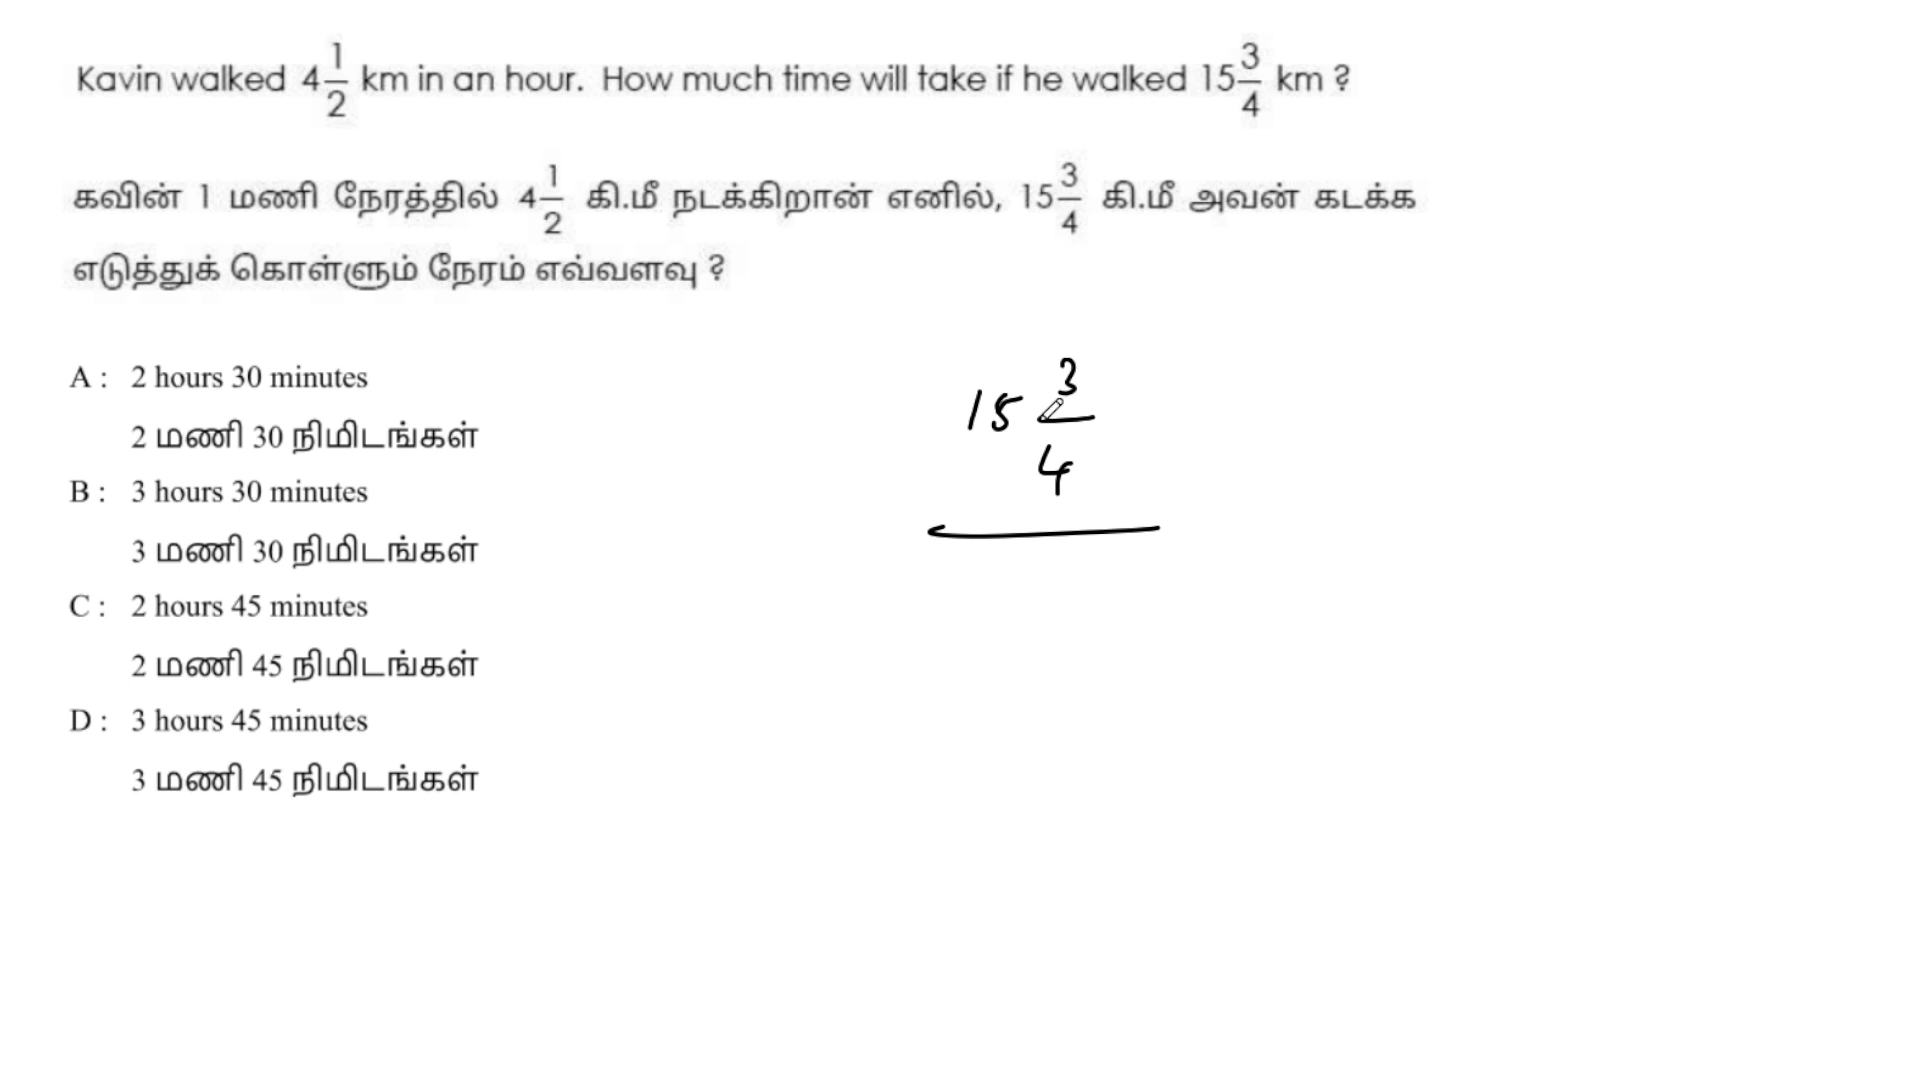 Kavin walked 4 1/2 km in an hour. How much time will take if he walked 15 3/4 km ?
கவின் 1 மணி நேரத்தில் 4 1/2 கி.மீ நடக்கிறான் எனில், 15 3/4 கி.மீ அவன் கடக்க
எடுத்துக் கொள்ளும் நேரம் எவ்வளவு ?
A : 2 hours 30 minutes
2 மணி 30 நிமிடங்கள்
B : 3 hours 30 minutes
3 மணி 30 நிமிடங்கள்
C : 2 hours 45 minutes
2 மணி 45 நிமிடங்கள்
D : 3 hours 45 minutes
3 மணி 45 நிமிடங்கள்
15 3/4